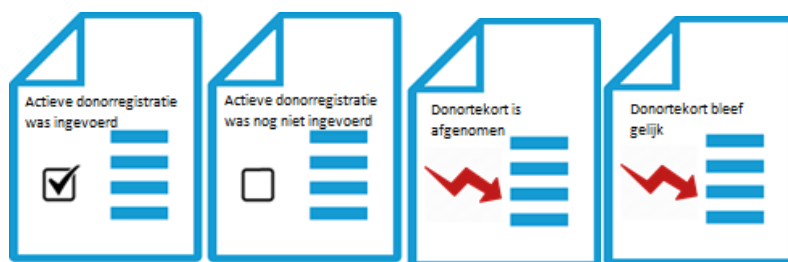 Actieve donorregistratie
was ingevoerd
Actieve donorregistratie
was nog niet ingevoerd
Donortekort is
afgenomen
Donortekort bleef
gelijk